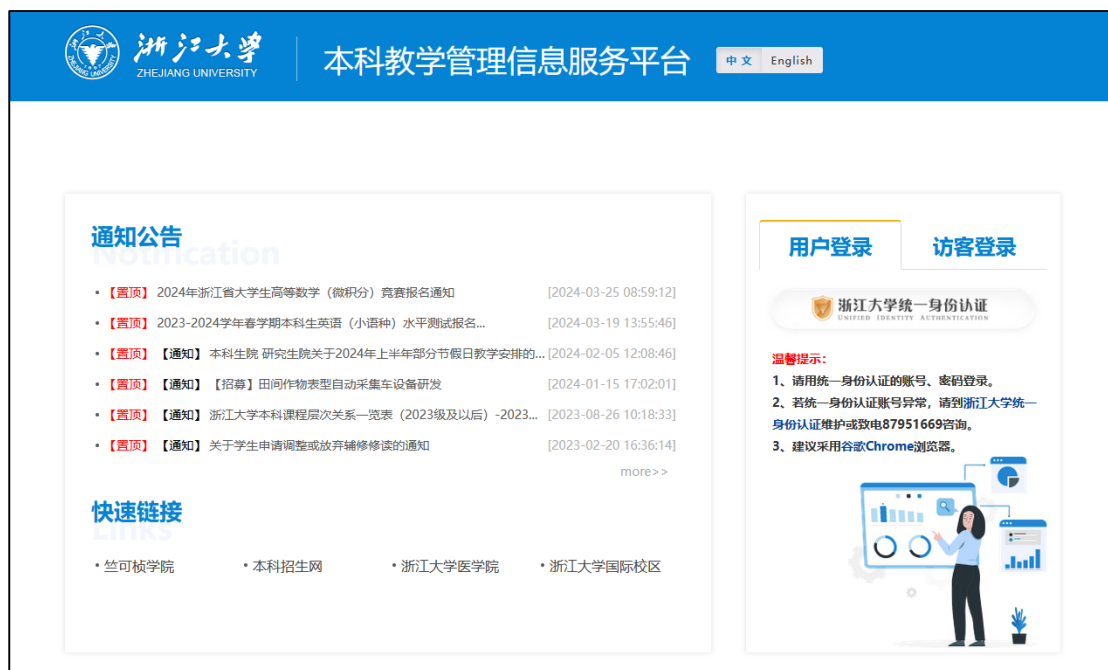 浙江大学
ZHEJIANG UNIVERSITY
本科教学管理信息服务平台
中文 English
通知公告
Notification
• 【置顶】 2024年浙江省大学生高等数学（微积分）竞赛报名通知 [2024-03-25 08:59:12]
• 【置顶】 2023-2024学年春学期本科生英语（小语种）水平测试报名... [2024-03-19 13:55:46]
• 【置顶】 【通知】 本科生院 研究生院关于2024年上半年部分节假日教学安排的... [2024-02-05 12:08:46]
• 【置顶】 【通知】 【招募】田间作物表型自动采集车设备研发 [2024-01-15 17:02:01]
• 【置顶】 【通知】 浙江大学本科课程层次关系一览表（2023级及以后）-2023... [2023-08-26 10:18:33]
• 【置顶】 【通知】 关于学生申请调整或放弃辅修修读的通知 [2023-02-20 16:36:14]
more>>
快速链接
Links
• 竺可桢学院 • 本科招生网 • 浙江大学医学院 • 浙江大学国际校区
用户登录 访客登录
浙江大学统一身份认证
UNIFIED IDENTITY AUTHENTICATION
温馨提示：
1、请用统一身份认证的账号、密码登录。
2、若统一身份认证账号异常，请到浙江大学统一
身份认证维护或致电87951669咨询。
3、建议采用谷歌Chrome浏览器。